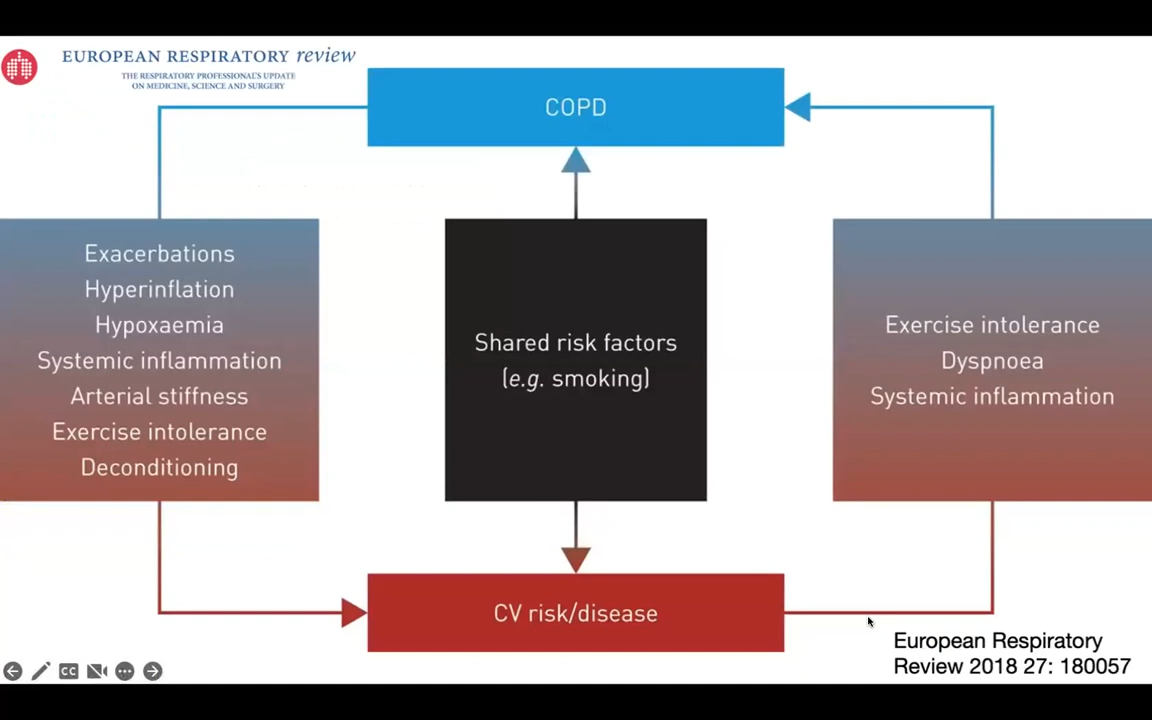 EUROPEAN RESPIRATORY review
THE RESPIRATORY PROFESSIONAL'S UPDATE
ON MEDICINE, SCIENCE AND SURGERY
COPD
Exacerbations
Hyperinflation
Hypoxaemia
Systemic inflammation
Arterial stiffness
Exercise intolerance
Deconditioning
Shared risk factors
(e.g. smoking)
Exercise intolerance
Dyspnoea
Systemic inflammation
CV risk/disease
European Respiratory
Review 2018 27: 180057
CC